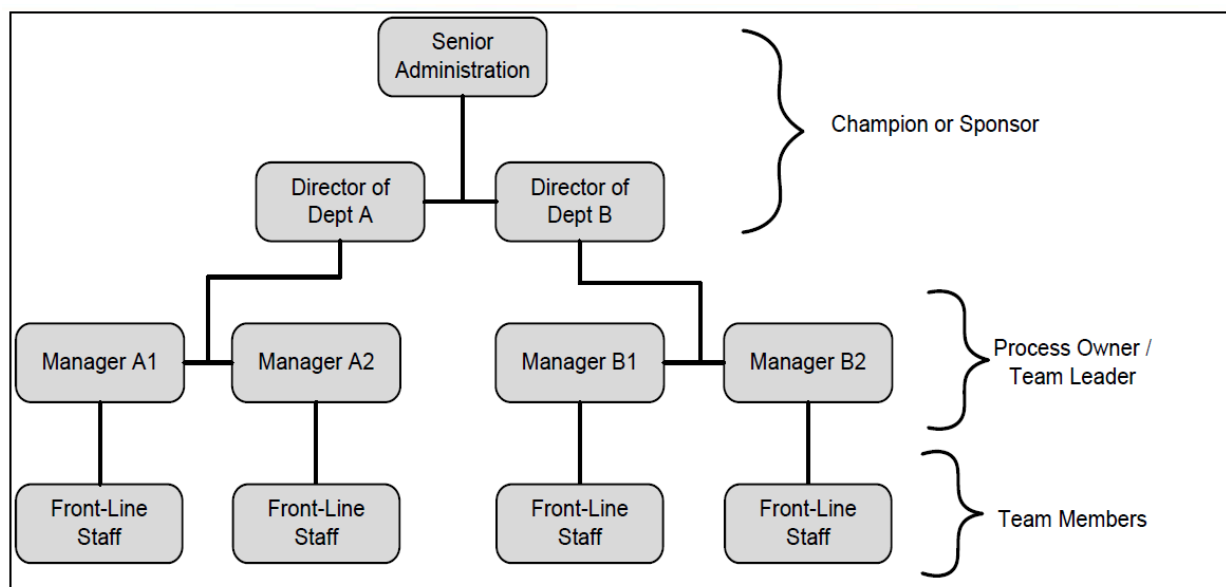 Senior
Administration
Champion or Sponsor
Director of
Dept A
Director of
Dept B
Manager A1
Manager A2
Manager B1
Manager B2
Process Owner /
Team Leader
Front-Line
Staff
Front-Line
Staff
Front-Line
Staff
Front-Line
Staff
Team Members